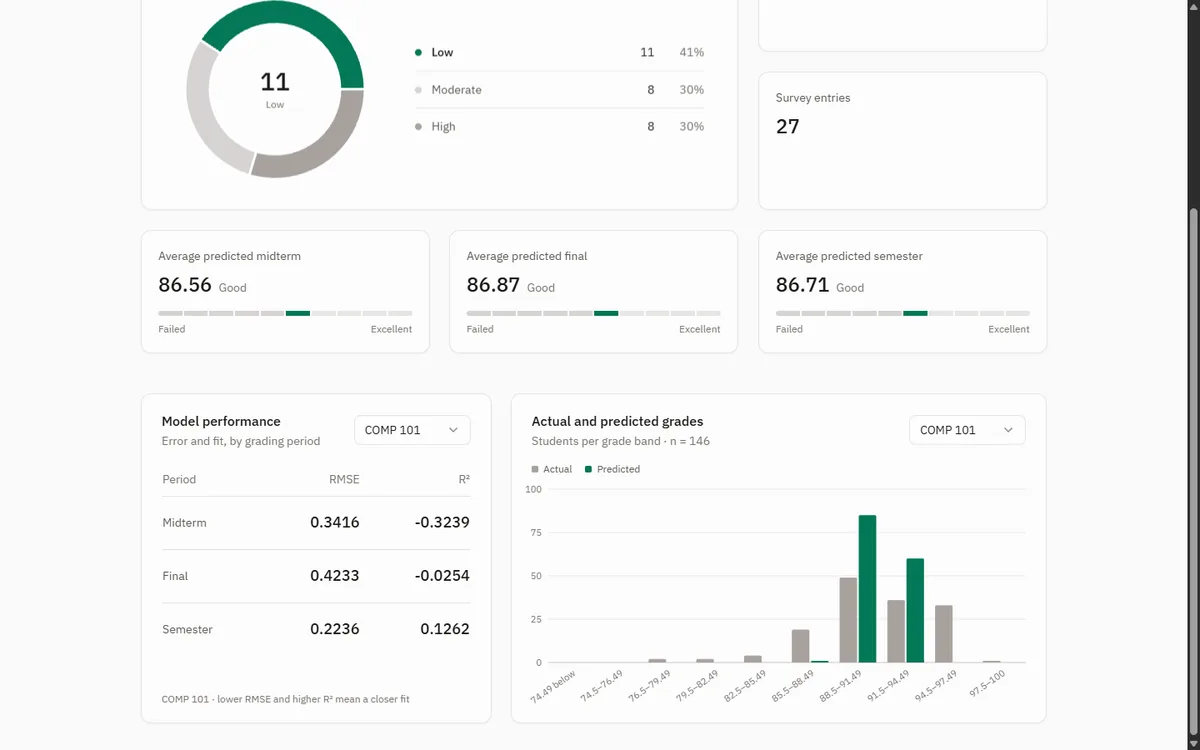 11
Low
Low 11 41%
Moderate 8 30%
High 8 30%
Survey entries
27
Average predicted midterm
86.56 Good
Failed Excellent
Average predicted final
86.87 Good
Failed Excellent
Average predicted semester
86.71 Good
Failed Excellent
Model performance
Error and fit, by grading period
COMP 101
Period RMSE R²
Midterm 0.3416 -0.3239
Final 0.4233 -0.0254
Semester 0.2236 0.1262
COMP 101 · lower RMSE and higher R² mean a closer fit
Actual and predicted grades
Students per grade band · n = 146
COMP 101
Actual Predicted
100
75
50
25
0
74.49 below 74.5–76.49 76.5–79.49 79.5–82.49 82.5–85.49 85.5–88.49 88.5–91.49 91.5–94.49 94.5–97.49 97.5–100